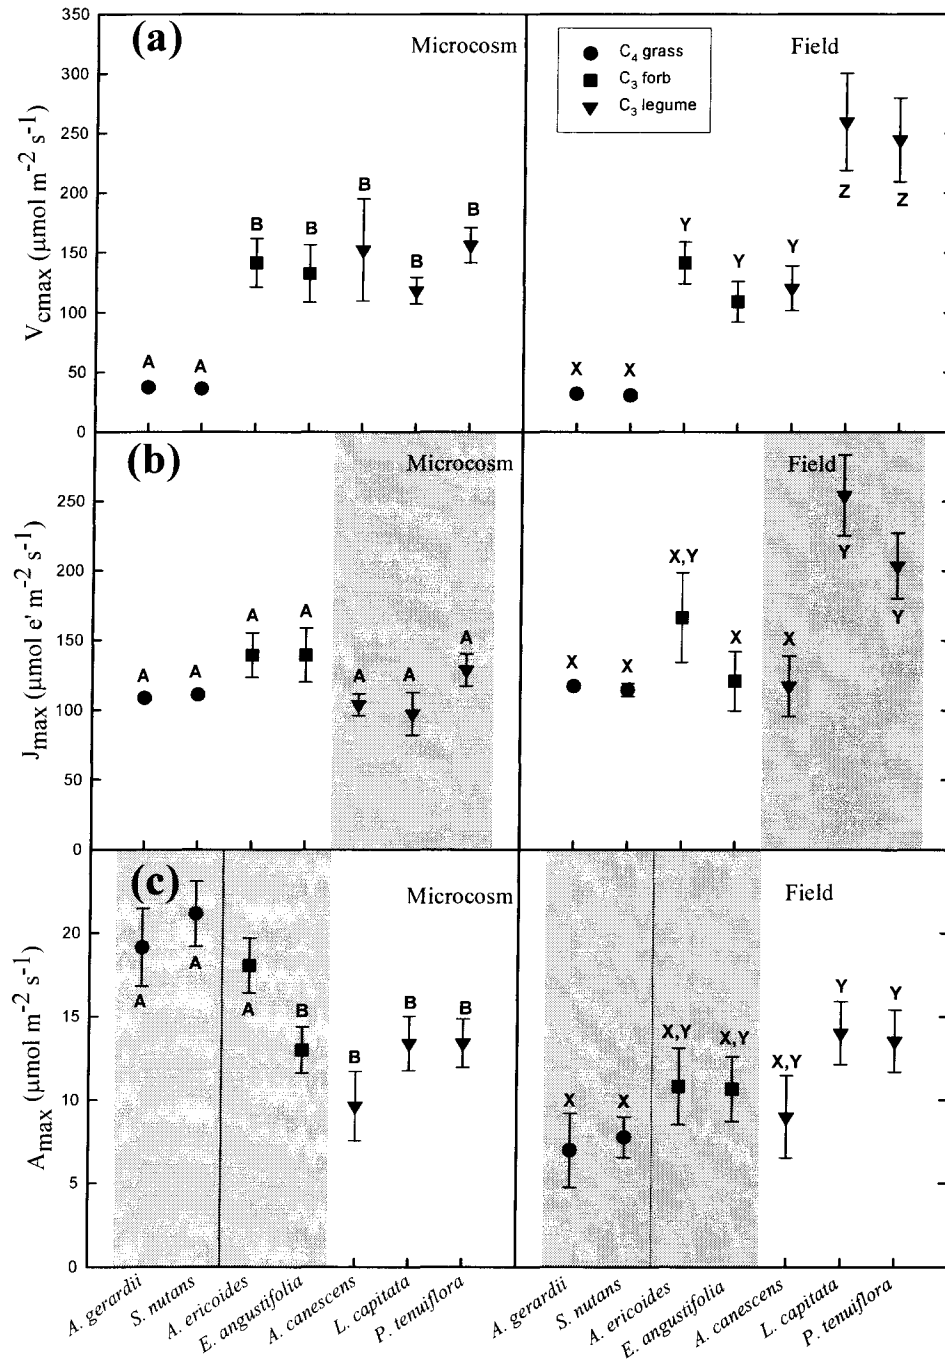 (a)
Microcosm
Field
C4 grass
C3 forb
C3 legume
Vcmax (µmol m-2 s-1)
350
300
250
200
150
100
50
0
A
A
B
B
B
B
B
X
X
Y
Y
Y
Z
Z
(b)
Microcosm
Field
Jmax (µmol e' m-2 s-1)
250
200
150
100
50
0
A
A
A
A
A
A
A
X
X
X,Y
X
X
Y
Y
(c)
Microcosm
Field
Amax (µmol m-2 s-1)
20
15
10
5
0
A
A
A
B
B
B
B
X
X
X,Y
X,Y
X,Y
Y
Y
A. gerardii
S. nutans
A. ericoides
E. angustifolia
A. canescens
L. capitata
P. tenuiflora
A. gerardii
S. nutans
A. ericoides
E. angustifolia
A. canescens
L. capitata
P. tenuiflora